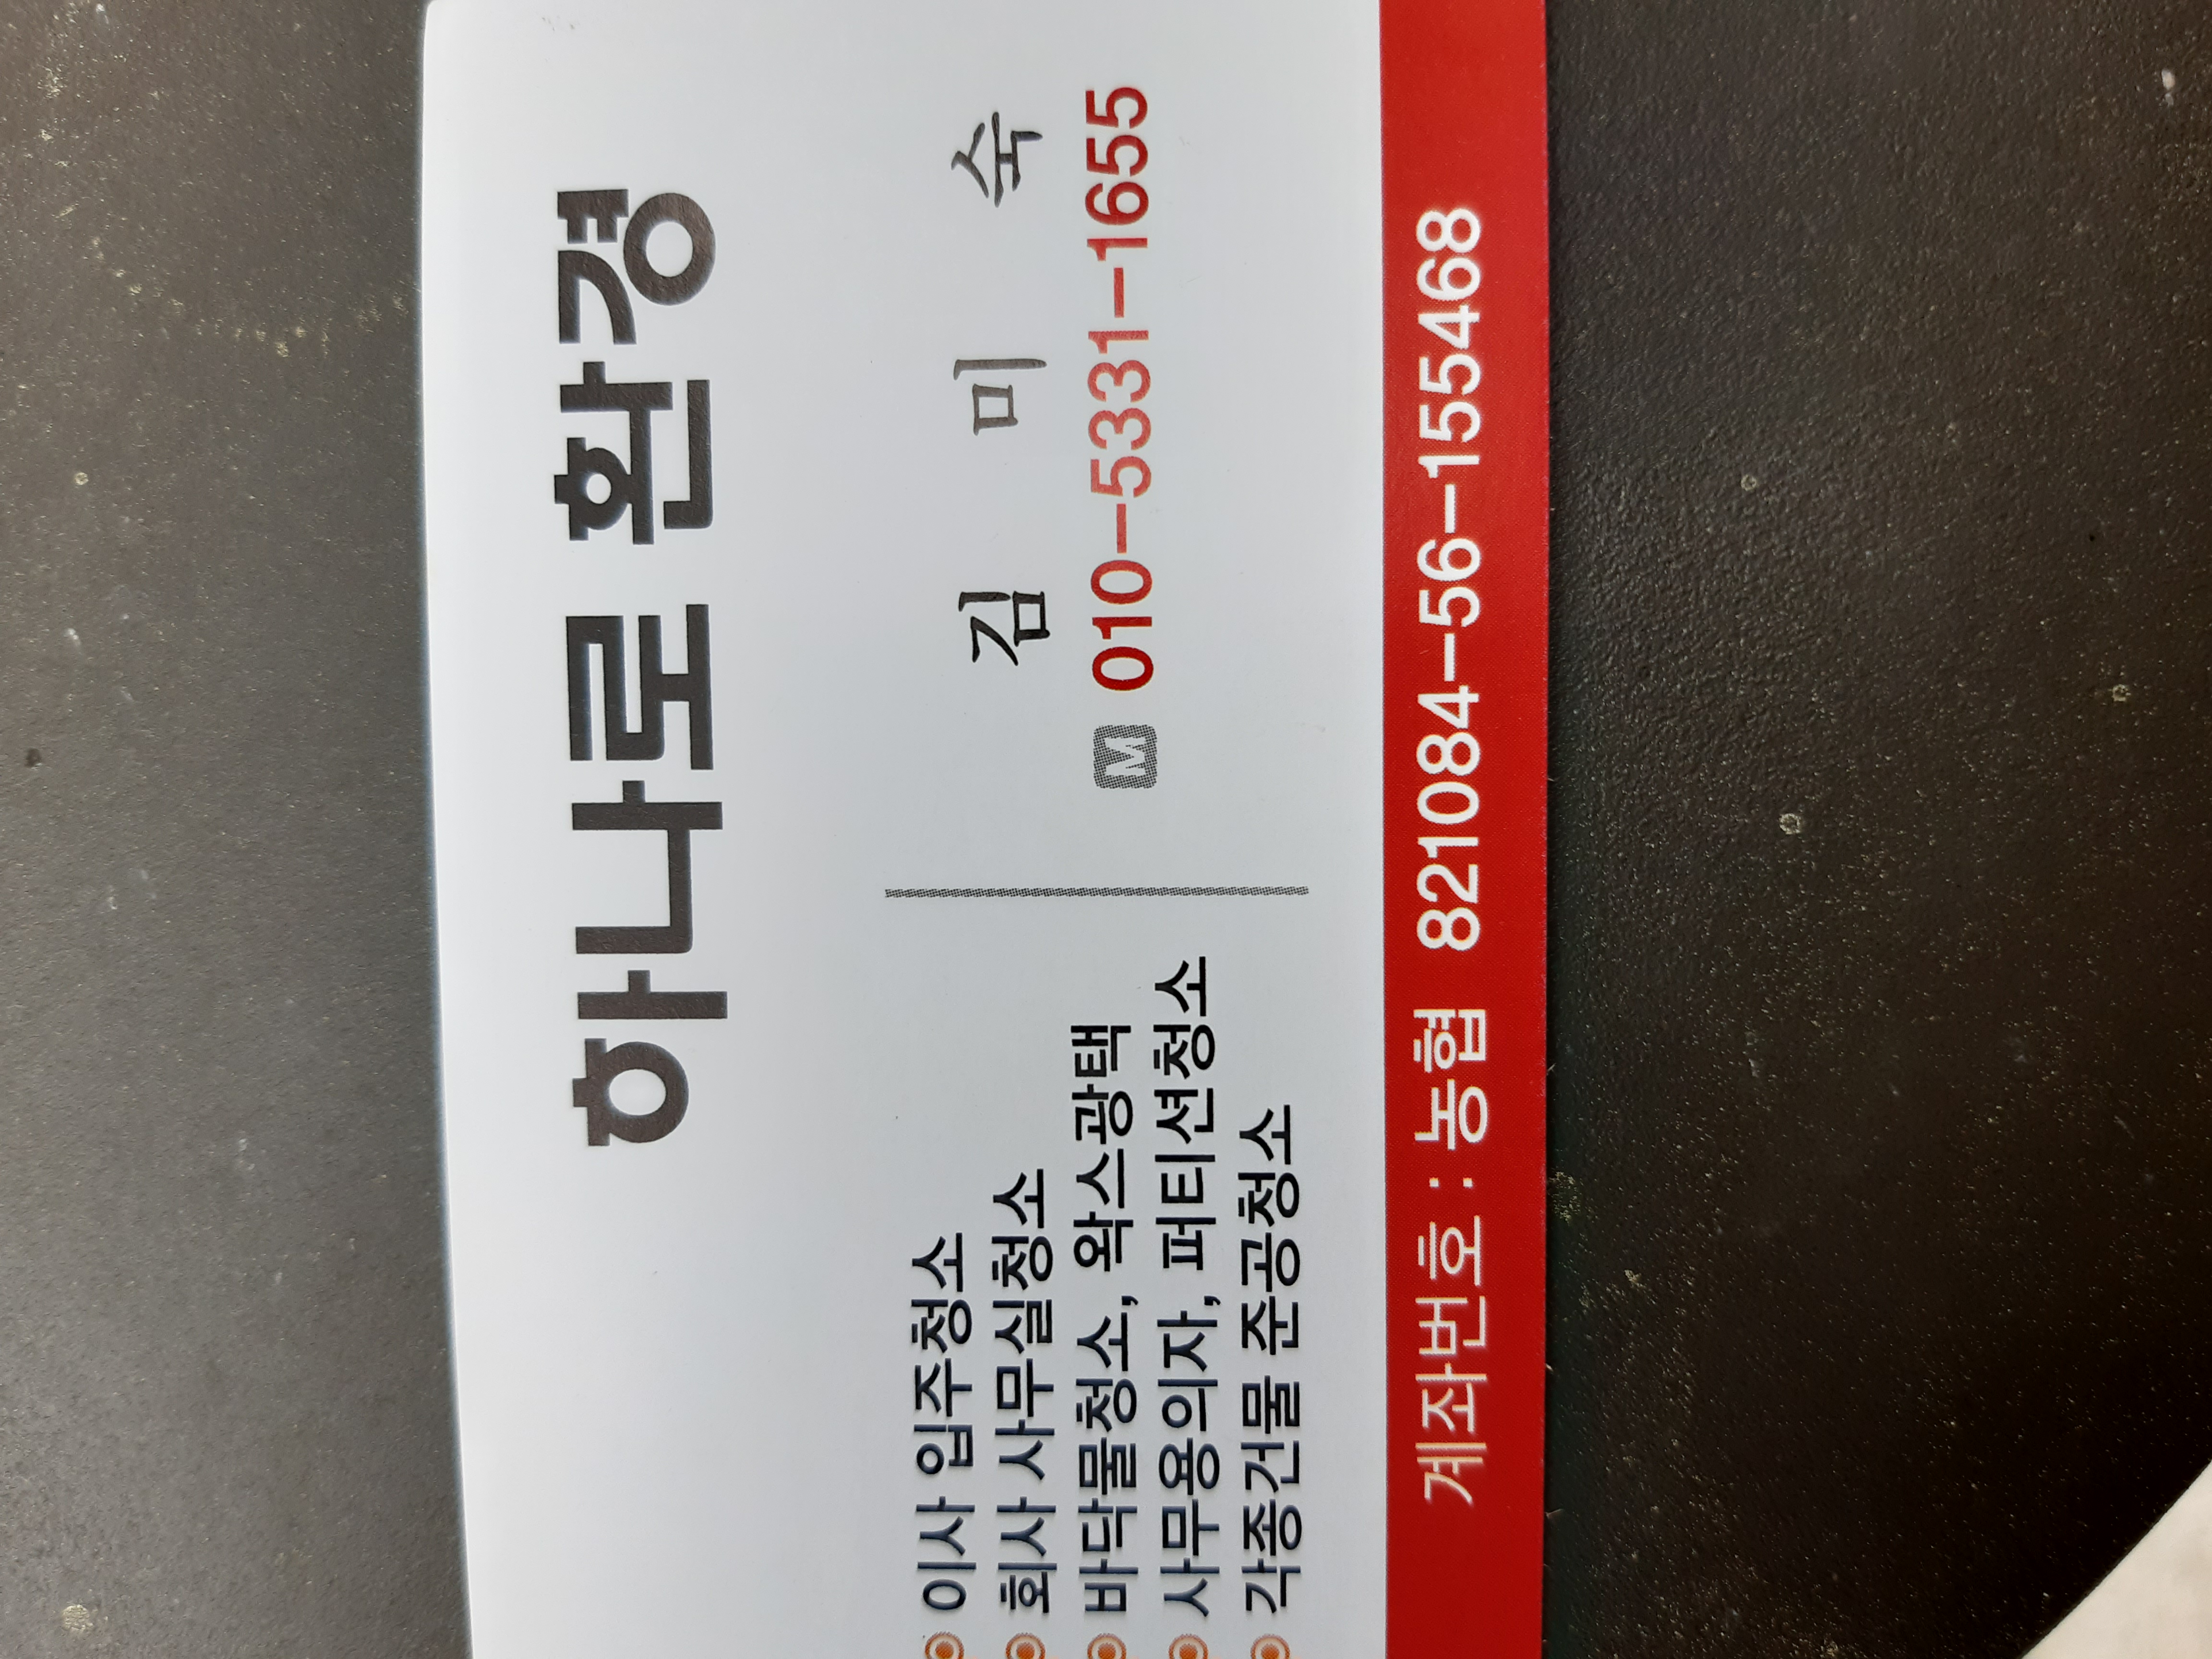 하나로 환경
김 미 숙
M 010-5331-1655
이사 입주청소
회사 사무실청소
바닥물청소, 왁스광택
사무용의자, 퍼티션청소
각종건물 준공청소
계좌번호 : 농협 821084-56-155468